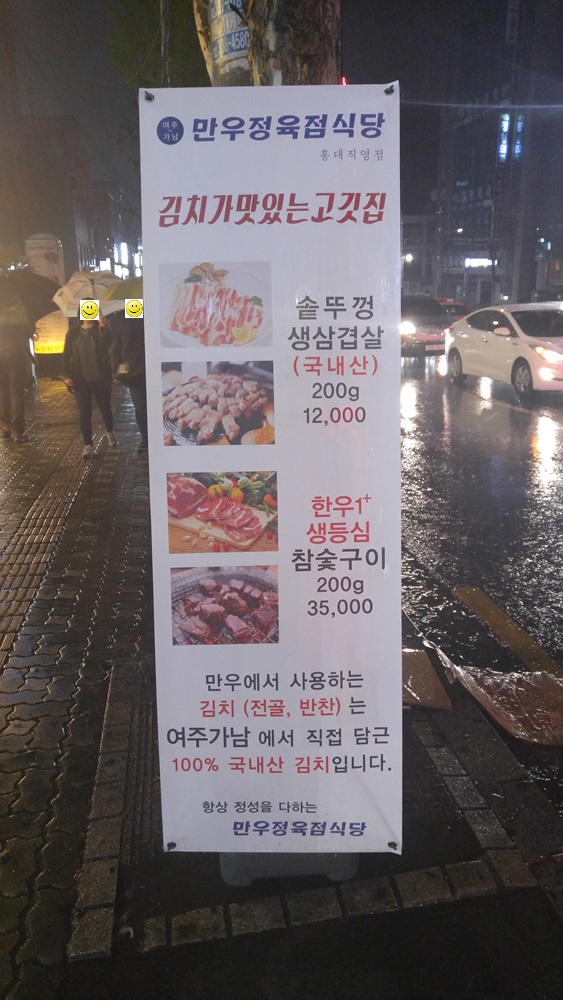 여주
가남
만우정육점식당
홍대직영점
김치가맛있는고깃집
솥뚜껑
생삼겹살
(국내산)
200g
12,000
한우1+
생등심
참숯구이
200g
35,000
만우에서 사용하는
김치 (전골, 반찬) 는
여주가남 에서 직접 담근
100% 국내산 김치입니다.
항상 정성을 다하는
만우정육점식당